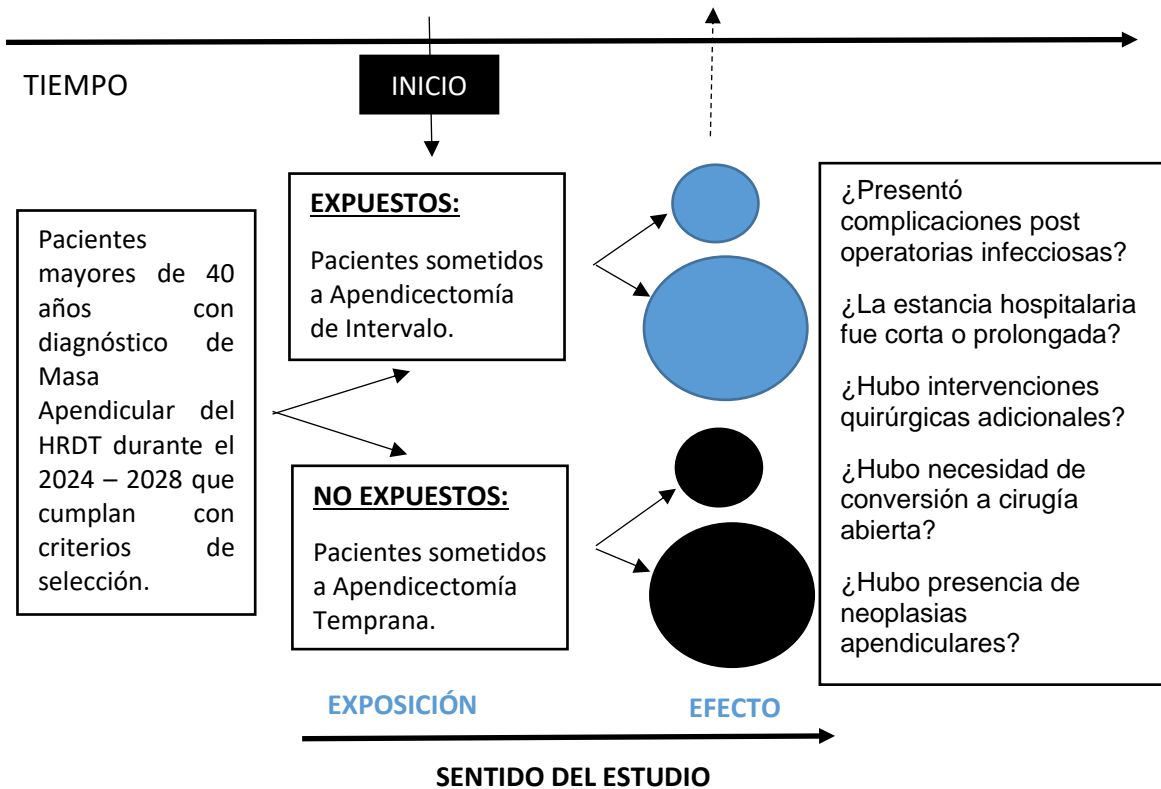 TIEMPO
INICIO
Pacientes
mayores de 40
años con
diagnóstico de
Masa
Apendicular del
HRDT durante el
2024 – 2028 que
cumplan con
criterios de
selección.
EXPUESTOS:
Pacientes sometidos
a Apendicectomía
de Intervalo.
NO EXPUESTOS:
Pacientes sometidos
a Apendicectomía
Temprana.
¿Presentó
complicaciones post
operatorias infecciosas?
¿La estancia hospitalaria
fue corta o prolongada?
¿Hubo intervenciones
quirúrgicas adicionales?
¿Hubo necesidad de
conversión a cirugía
abierta?
¿Hubo presencia de
neoplasias
apendiculares?
EXPOSICIÓN
EFECTO
SENTIDO DEL ESTUDIO